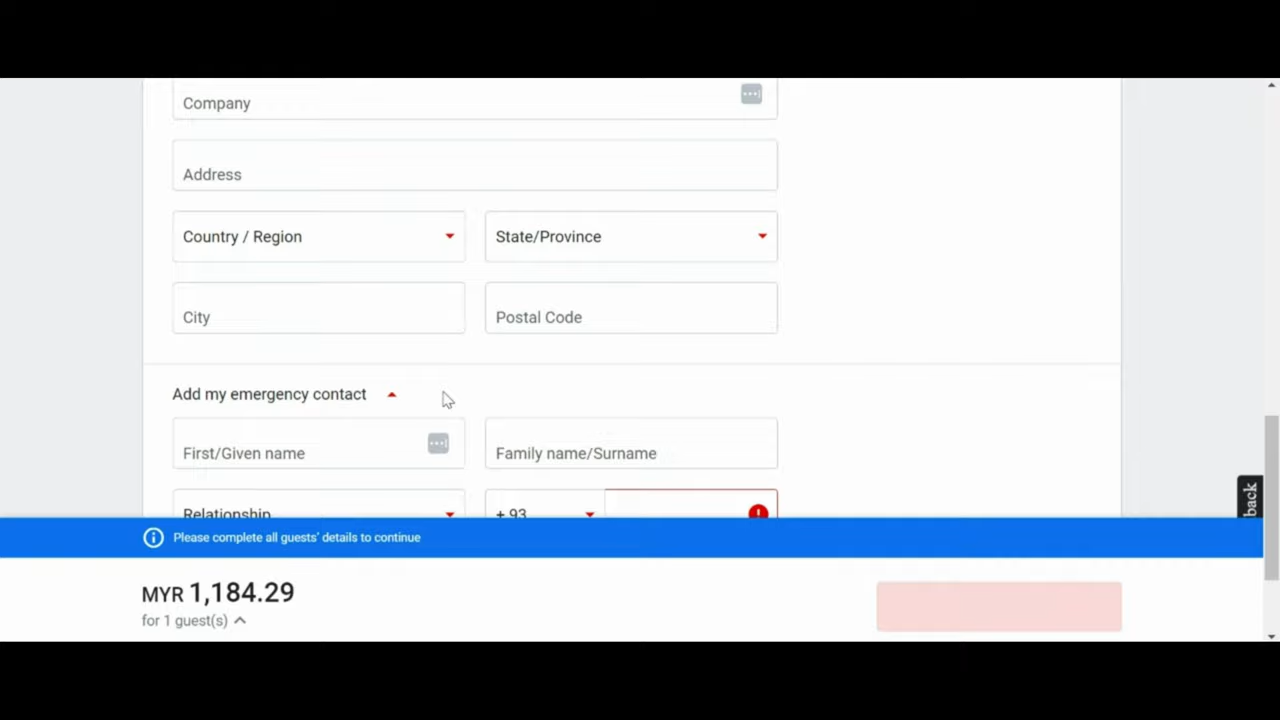 Company
Address
Country / Region
State/Province
City
Postal Code
Add my emergency contact
First/Given name
Family name/Surname
Relationship
+ 93
back
Please complete all guests' details to continue
MYR 1,184.29
for 1 guest(s)